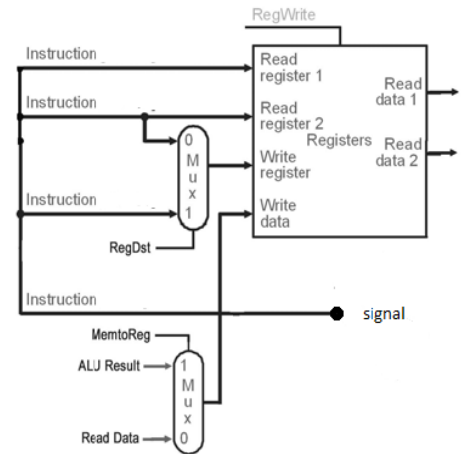 RegWrite
Instruction
Read
register 1
Read
data 1
Instruction
Read
register 2
Registers
Read
data 2
0
M
u
x
1
Write
register
Instruction
Write
data
RegDst
Instruction
signal
MemtoReg
ALU Result
1
M
u
x
0
Read Data